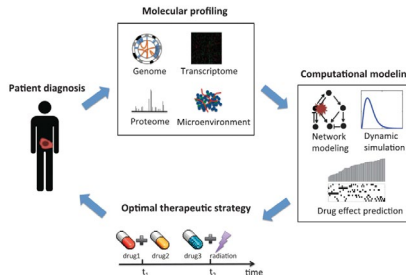 Molecular profiling
Genome
Transcriptome
Proteome
Microenvironment
Patient diagnosis
Computational modelin
Network
modeling
Dynamic
simulation
Drug effect prediction
Optimal therapeutic strategy
drug1
drug2
drug3
radiation
time